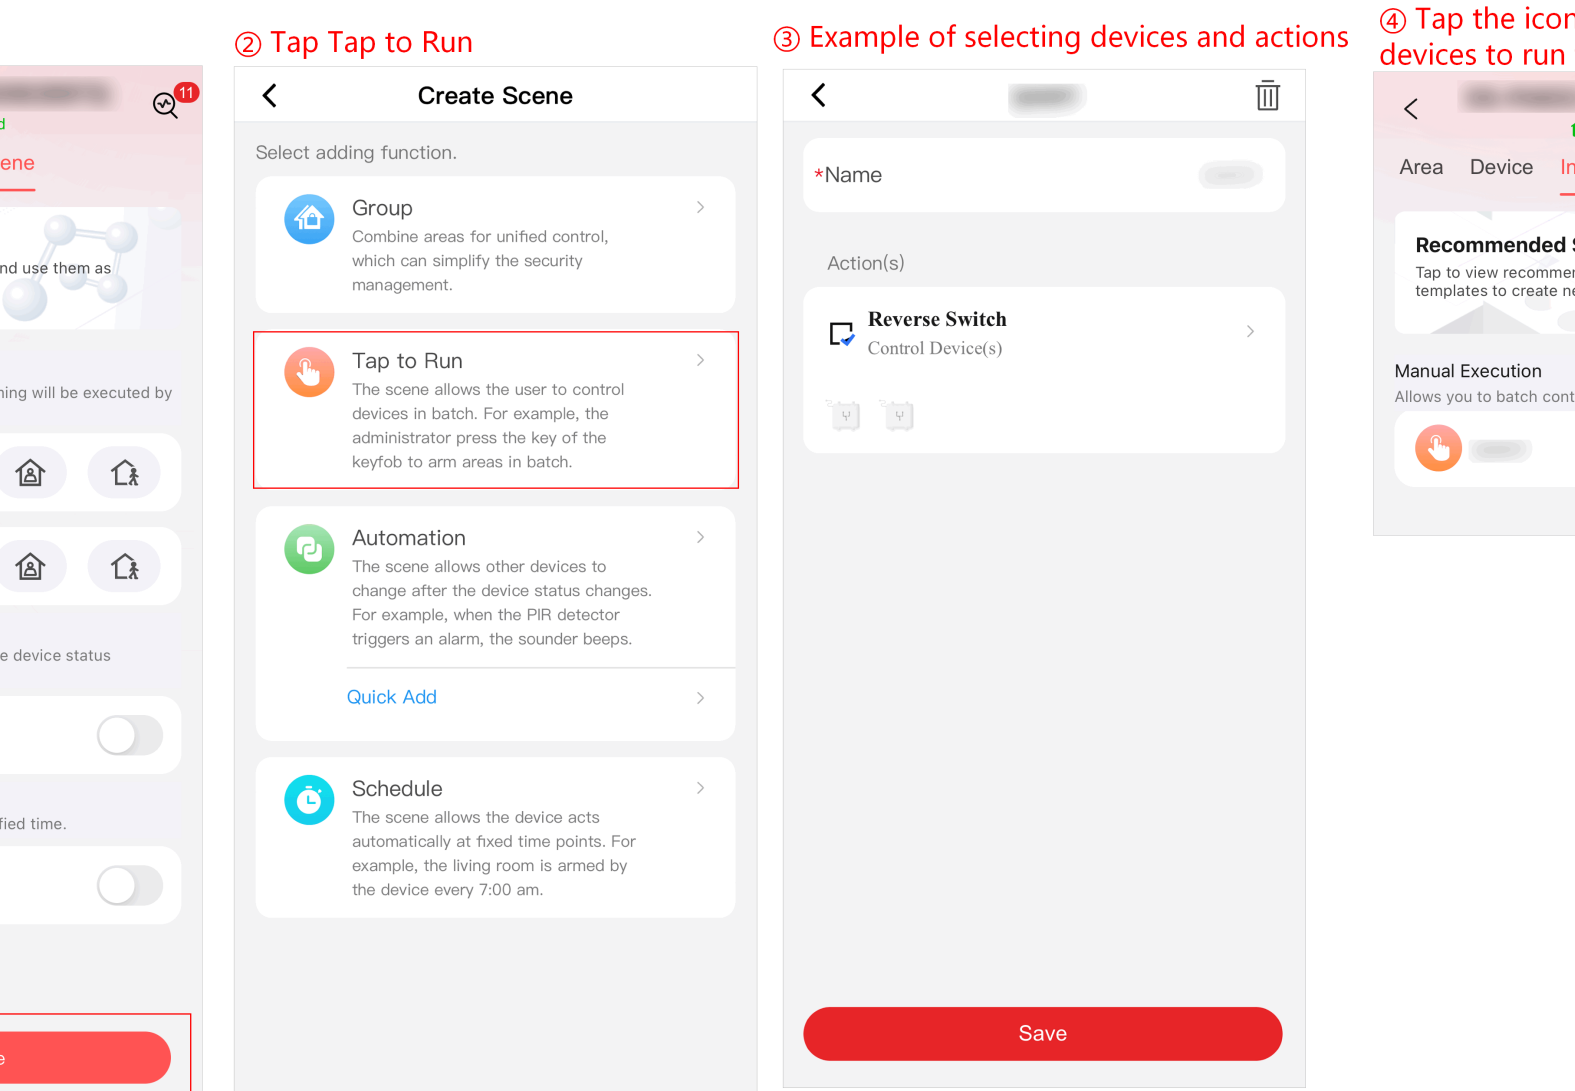 11
d
ene
nd use them as
ning will be executed by
e device status
fied time.
e
② Tap Tap to Run
Create Scene
Select adding function.
Group
Combine areas for unified control,
which can simplify the security
management.
Tap to Run
The scene allows the user to control
devices in batch. For example, the
administrator press the key of the
keyfob to arm areas in batch.
Automation
The scene allows other devices to
change after the device status changes.
For example, when the PIR detector
triggers an alarm, the sounder beeps.
Quick Add
Schedule
The scene allows the device acts
automatically at fixed time points. For
example, the living room is armed by
the device every 7:00 am.
③ Example of selecting devices and actions
*Name
Action(s)
Reverse Switch
Control Device(s)
Save
④ Tap the icon
devices to run
Area Device In
Recommended S
Tap to view recommen
templates to create ne
Manual Execution
Allows you to batch cont